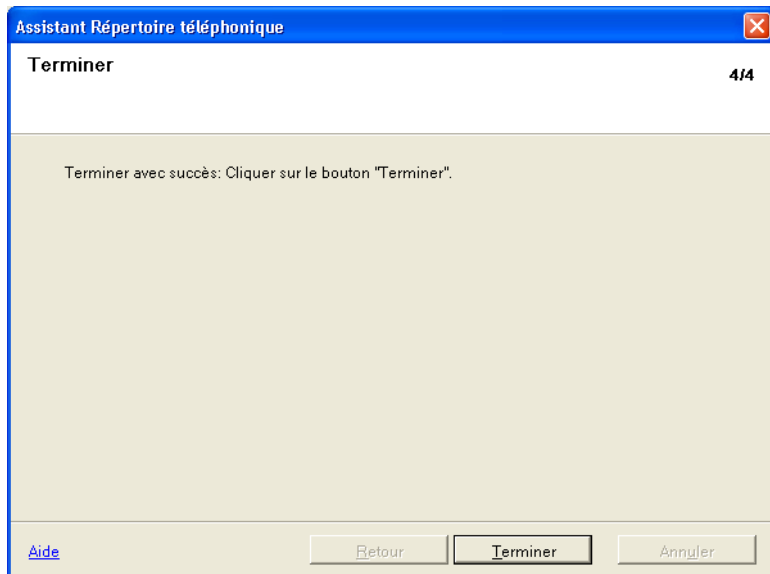 Assistant Répertoire téléphonique
Terminer
4/4
Terminer avec succès: Cliquer sur le bouton "Terminer".
Aide
Retour
Terminer
Annuler